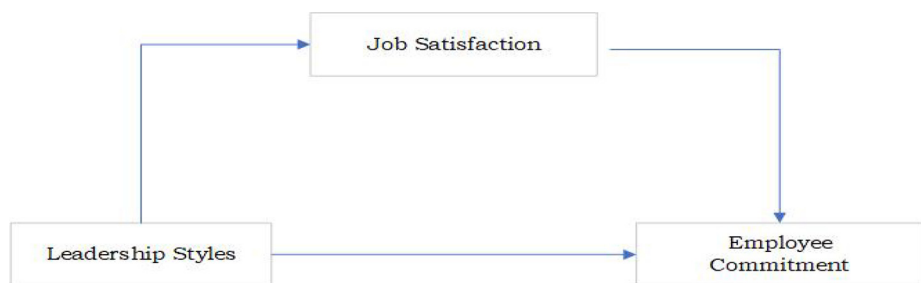 Job Satisfaction
Leadership Styles
Employee
Commitment